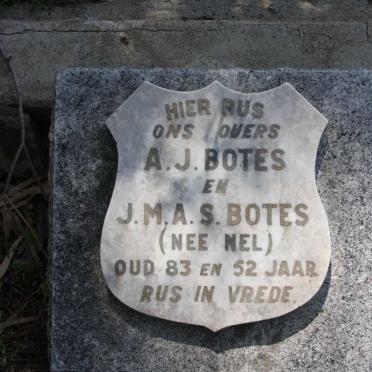 HIER RUS
ONS OUERS
A.J. BOTES
EN
J.M.A.S. BOTES
(NEE NEL)
OUD 83 EN 52 JAAR
RUS IN VREDE.